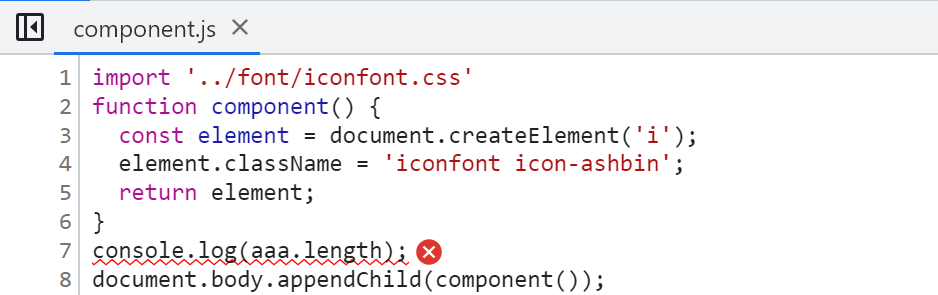 component.js
1 import '../font/iconfont.css'
2 function component() {
3   const element = document.createElement('i');
4   element.className = 'iconfont icon-ashbin';
5   return element;
6 }
7 console.log(aaa.length);
8 document.body.appendChild(component());